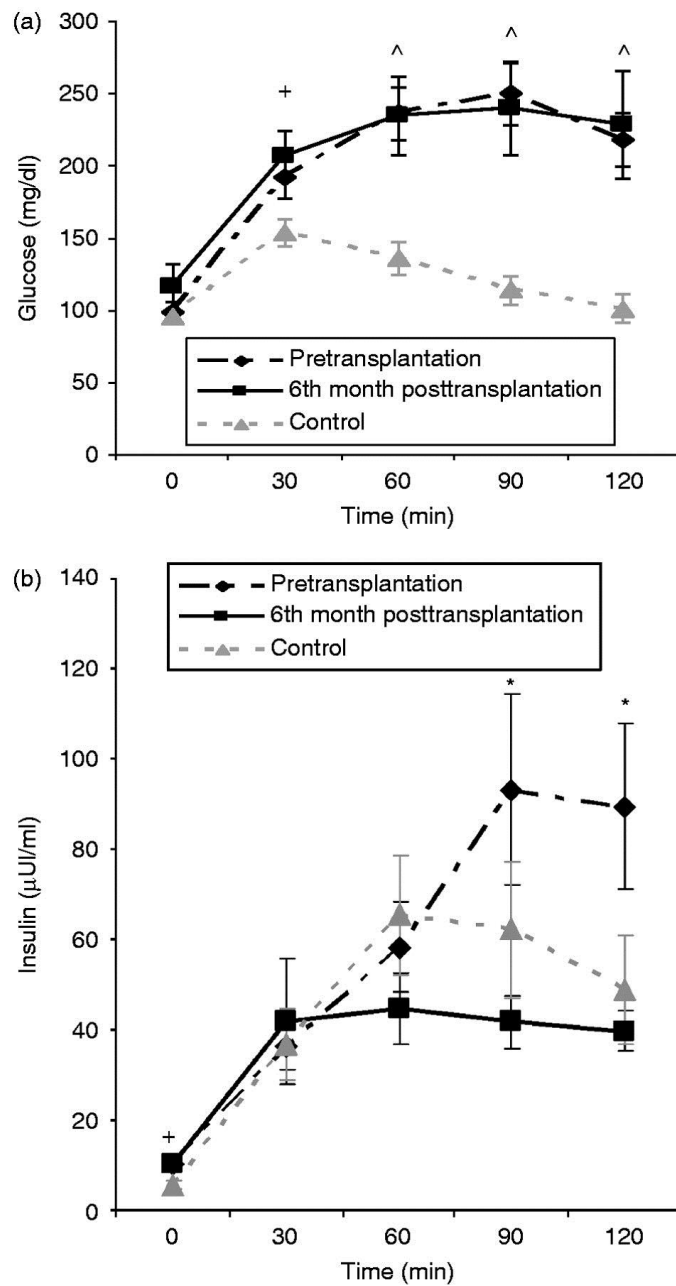 (a)
300
250
200
150
100
50
0
Glucose (mg/dl)
+
^
^
^
Pretransplantation
6th month posttransplantation
Control
0 30 60 90 120
Time (min)
(b)
140
120
100
80
60
40
20
0
Insulin (μUI/ml)
Pretransplantation
6th month posttransplantation
Control
*
*
+
0 30 60 90 120
Time (min)